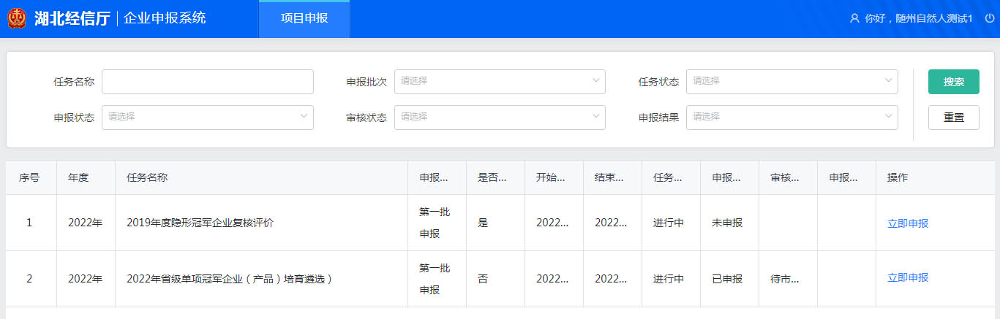 湖北经信厅 | 企业申报系统 项目申报 你好，随州自然人测试1
任务名称 申报批次 请选择 任务状态 请选择 搜索
申报状态 请选择 审核状态 请选择 申报结果 请选择 重置
序号 年度 任务名称 申报... 是否... 开始... 结束... 任务... 申报... 审核... 申报... 操作
1 2022年 2019年度隐形冠军企业复核评价 第一批 是 2022... 2022... 进行中 未申报 立即申报
申报
2 2022年 2022年省级单项冠军企业（产品）培育遴选） 第一批 否 2022... 2022... 进行中 已申报 待市... 立即申报
申报